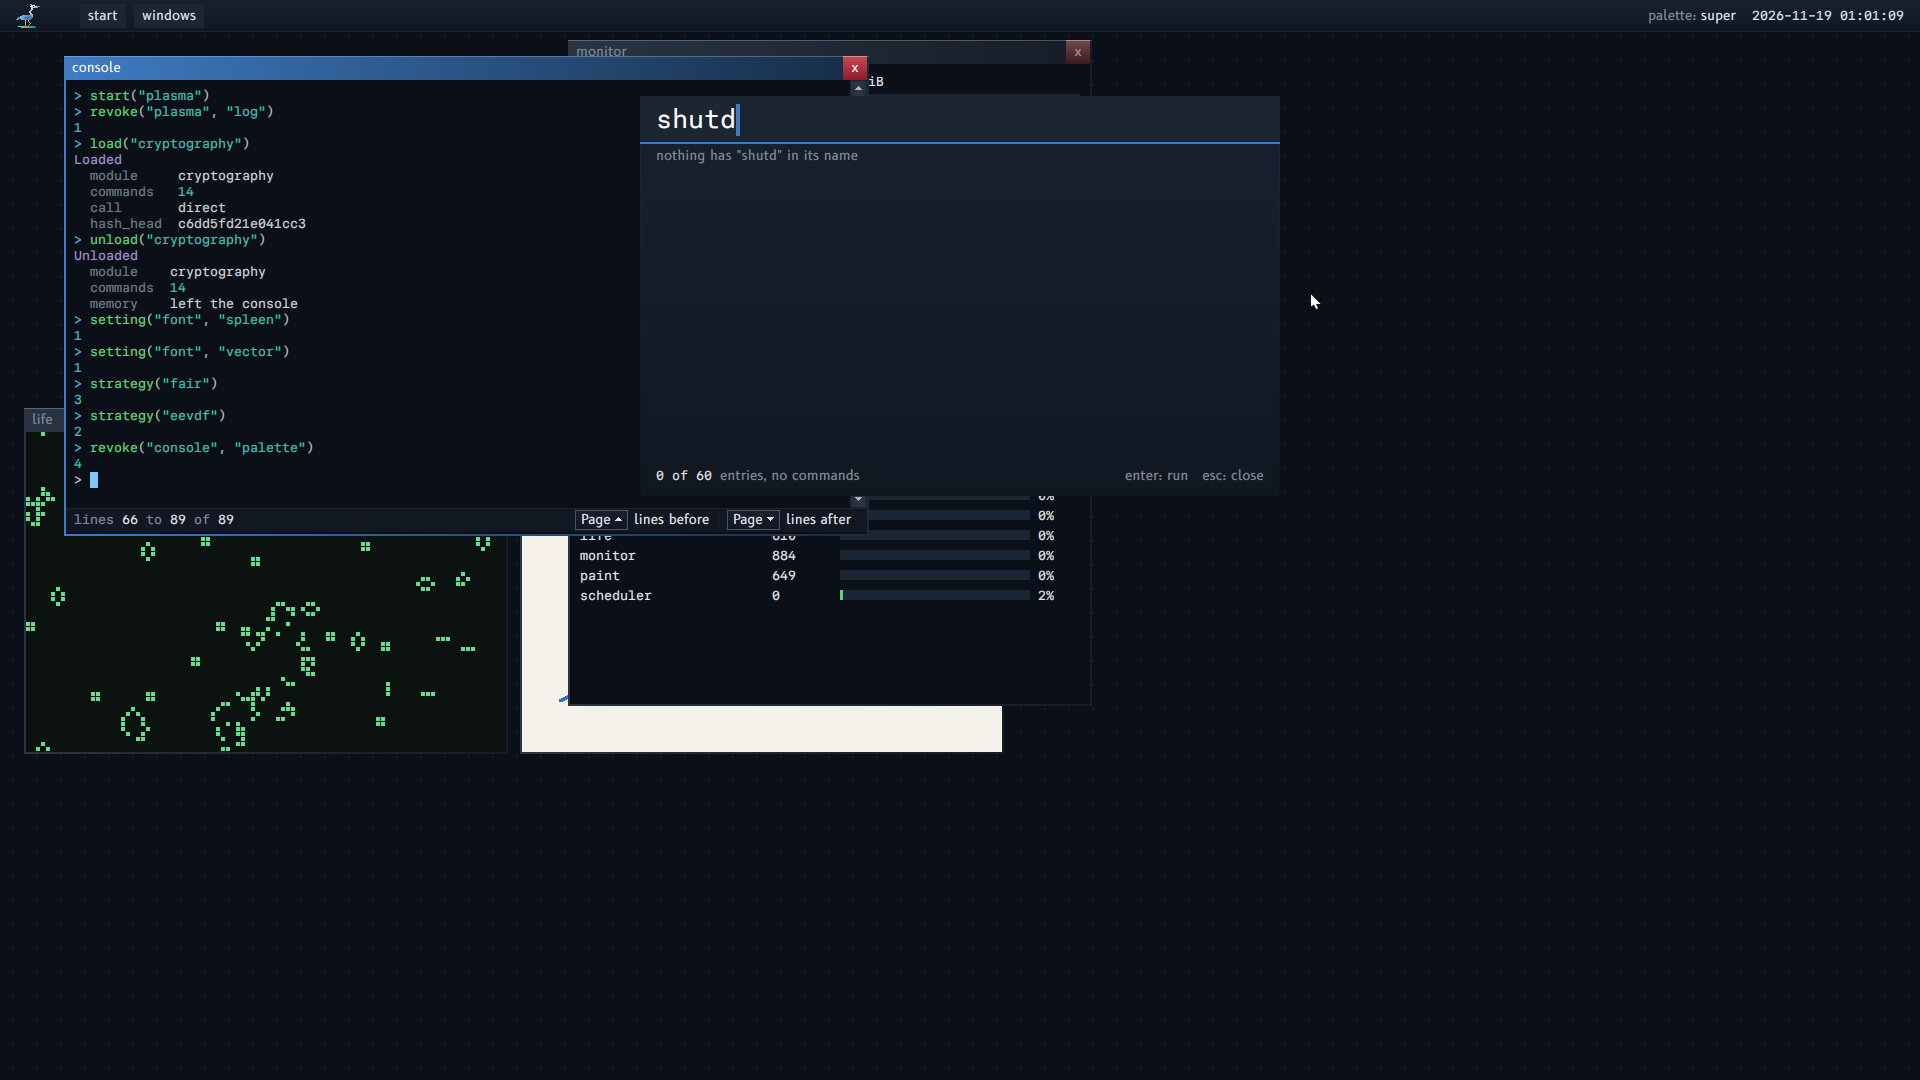 start windows palette: super 2026-11-19 01:01:09
monitor x
console x
iB
> start("plasma")
> revoke("plasma", "log")
1
> load("cryptography")
Loaded
module cryptography
commands 14
call direct
hash_head c6dd5fd21e041cc3
> unload("cryptography")
Unloaded
module cryptography
commands 14
memory left the console
> setting("font", "spleen")
1
> setting("font", "vector")
1
> strategy("fair")
3
> strategy("eevdf")
2
> revoke("console", "palette")
4
>
lines 66 to 89 of 89 Page lines before Page lines after
shutd
nothing has "shutd" in its name
0 of 60 entries, no commands enter: run esc: close
life
0%
0%
life 610 0%
monitor 884 0%
paint 649 0%
scheduler 0 2%